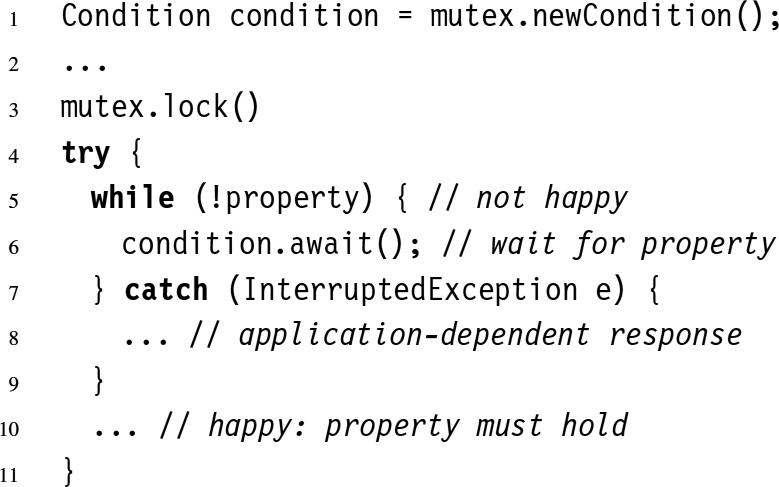 1 Condition condition = mutex.newCondition();
2 ...
3 mutex.lock()
4 try {
5 while (!property) { // not happy
6 condition.await(); // wait for property
7 } catch (InterruptedException e) {
8 ... // application-dependent response
9 }
10 ... // happy: property must hold
11 }